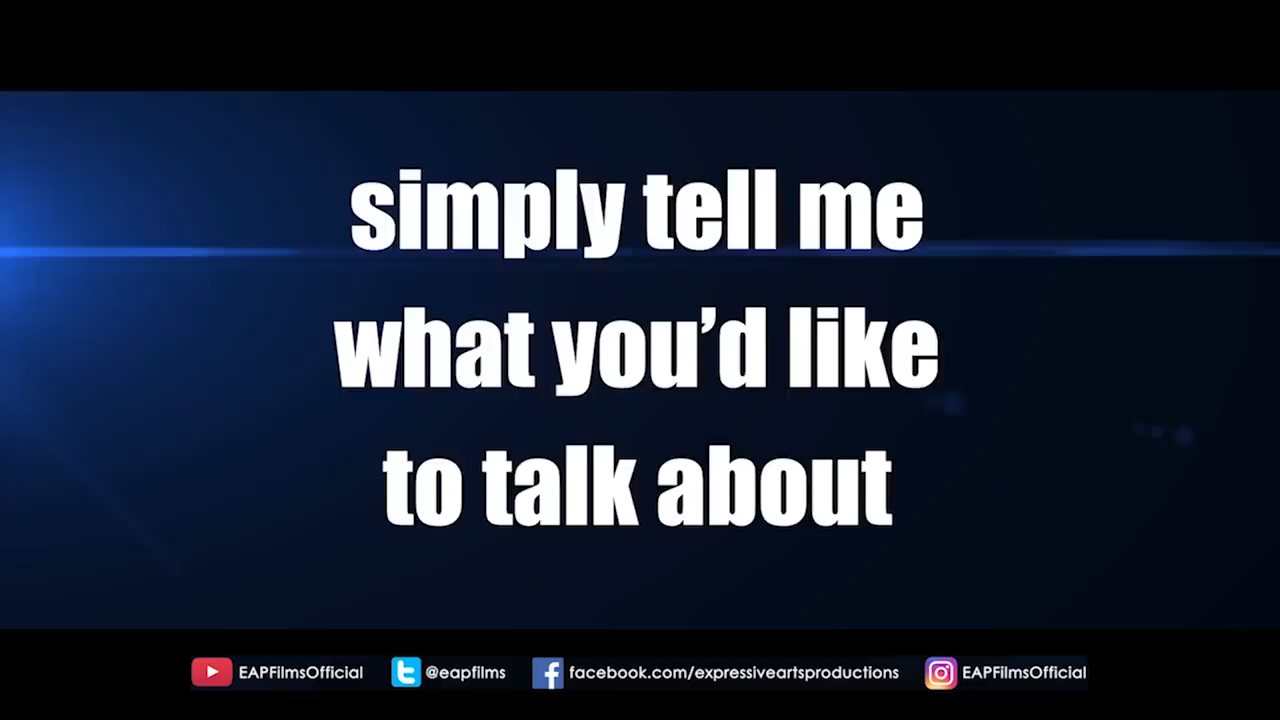 simply tell me
what you’d like
to talk about
EAPFilmsOfficial @eapfilms facebook.com/expressiveartsproductions EAPFilmsOfficial